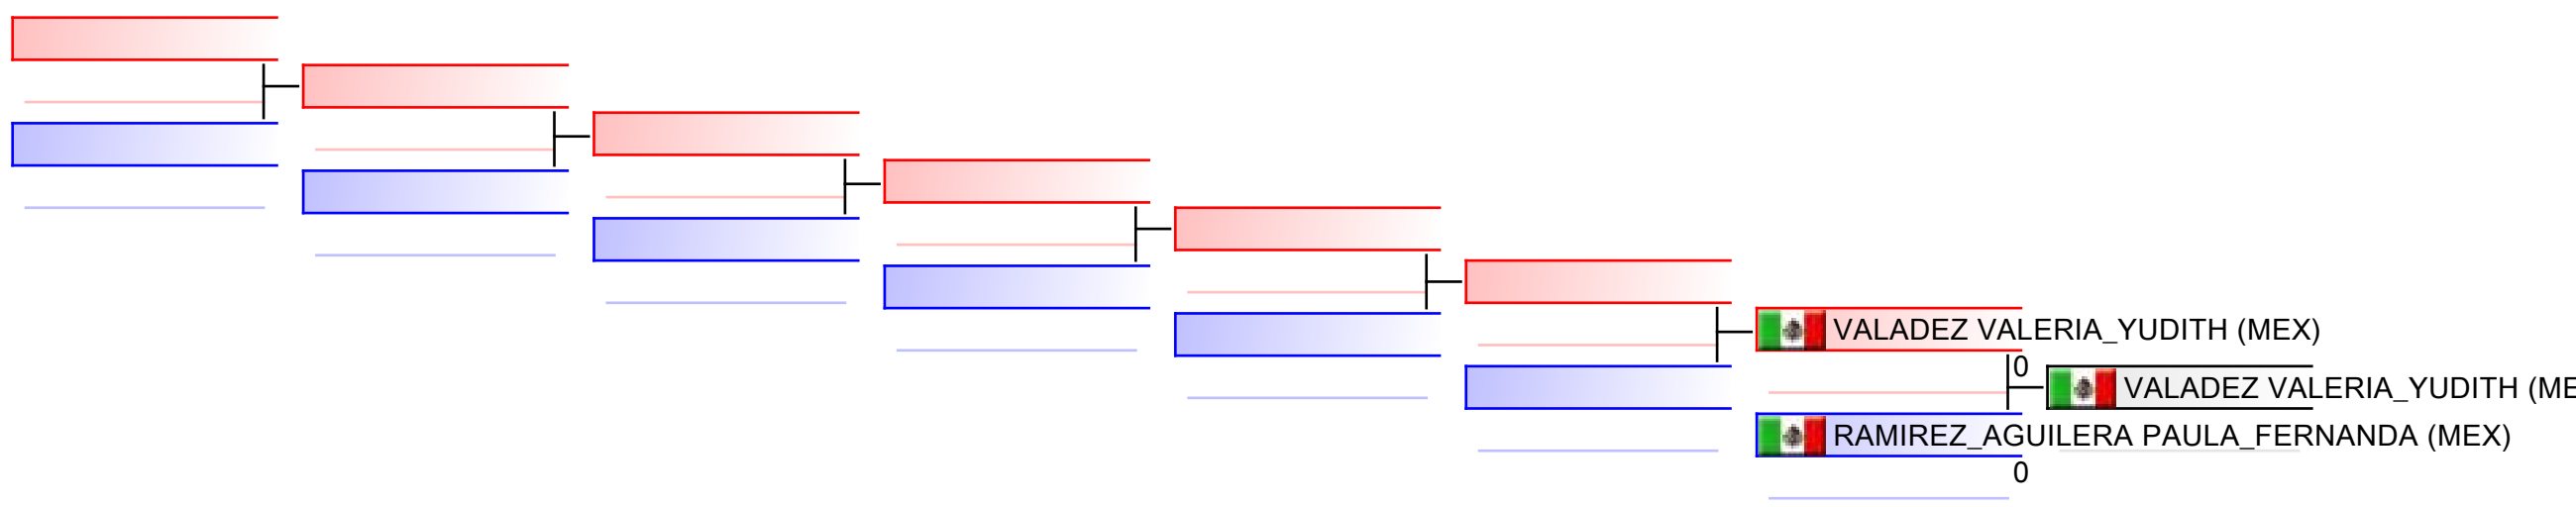 VALADEZ VALERIA_YUDITH (MEX)
0
VALADEZ VALERIA_YUDITH (ME
RAMIREZ_AGUILERA PAULA_FERNANDA (MEX)
0